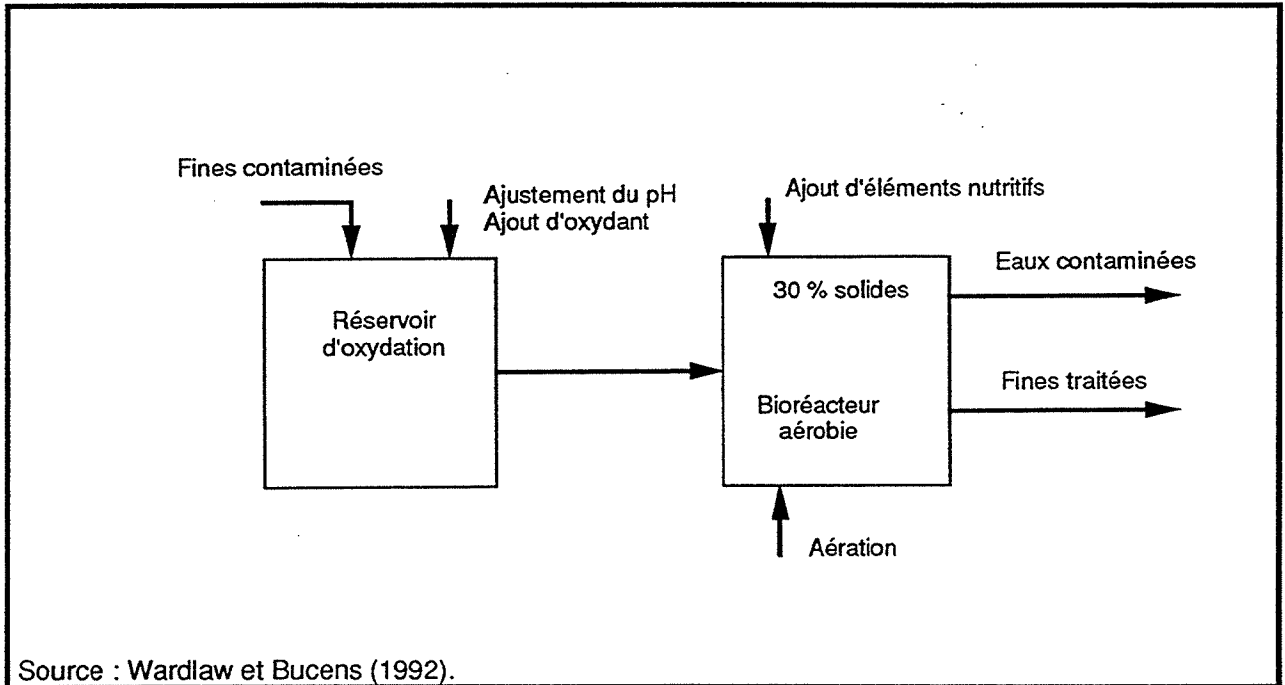 Fines contaminées
Ajustement du pH
Ajout d'oxydant
Ajout d'éléments nutritifs
Réservoir
d'oxydation
30 % solides
Bioréacteur
aérobie
Eaux contaminées
Fines traitées
Aération
Source : Wardlaw et Bucens (1992).